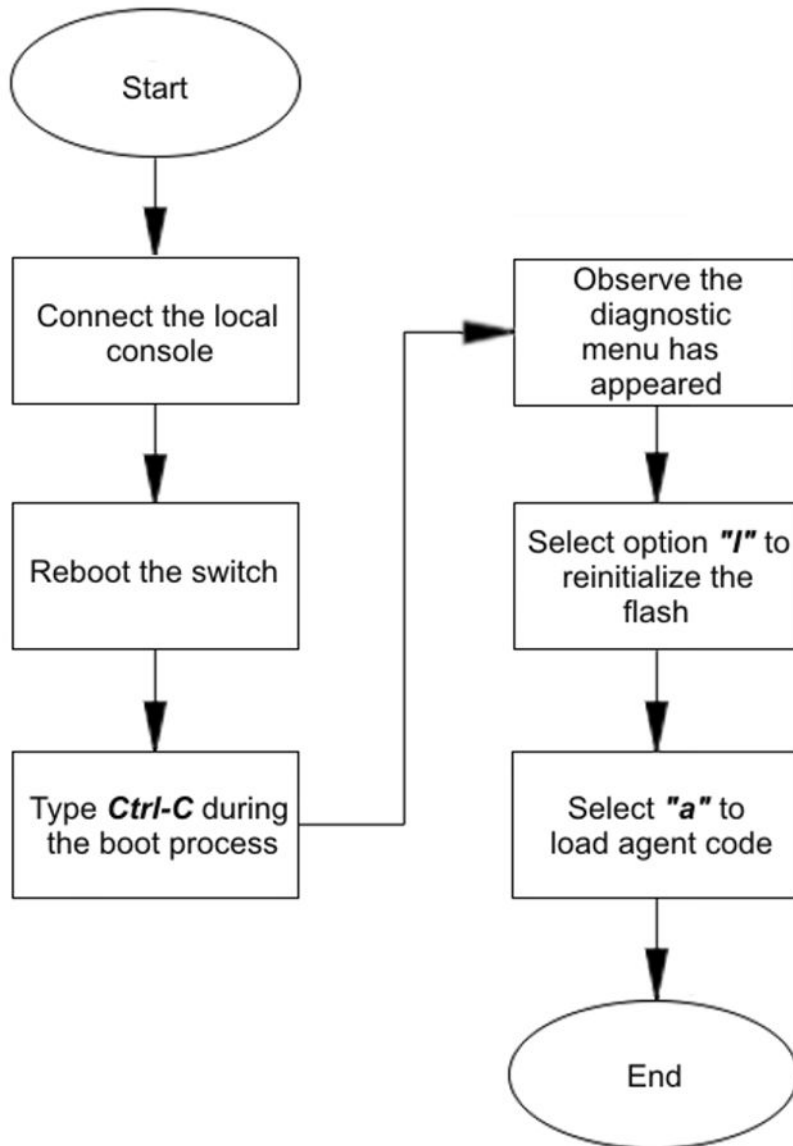 Start
Connect the local
console
Reboot the switch
Type Ctrl-C during
the boot process
Observe the
diagnostic
menu has
appeared
Select option "I" to
reinitialize the
flash
Select "a" to
load agent code
End